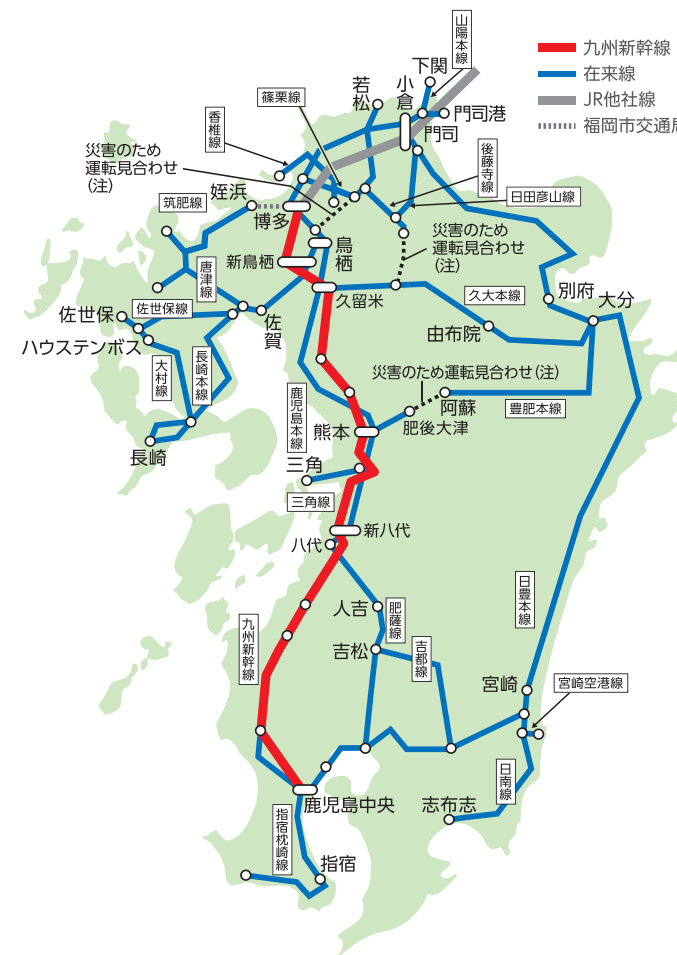 山陽本線
下関
小倉
若松
篠栗線
香椎線
門司港
門司
九州新幹線
在来線
JR他社線
福岡市交通局
災害のため
運転見合わせ
(注)
後藤寺線
日田彦山線
姪浜
筑肥線
博多
災害のため
運転見合わせ
(注)
鳥栖
新鳥栖
唐津線
久留米
久大本線
別府
大分
佐世保
佐世保線
佐賀
由布院
ハウステンボス
大村線
長崎本線
長崎
災害のため運転見合わせ(注)
鹿児島本線
阿蘇
豊肥本線
肥後大津
熊本
三角
三角線
新八代
八代
人吉
肥薩線
日豊本線
九州新幹線
吉松
吉都線
宮崎
宮崎空港線
日南線
鹿児島中央
志布志
指宿枕崎線
指宿